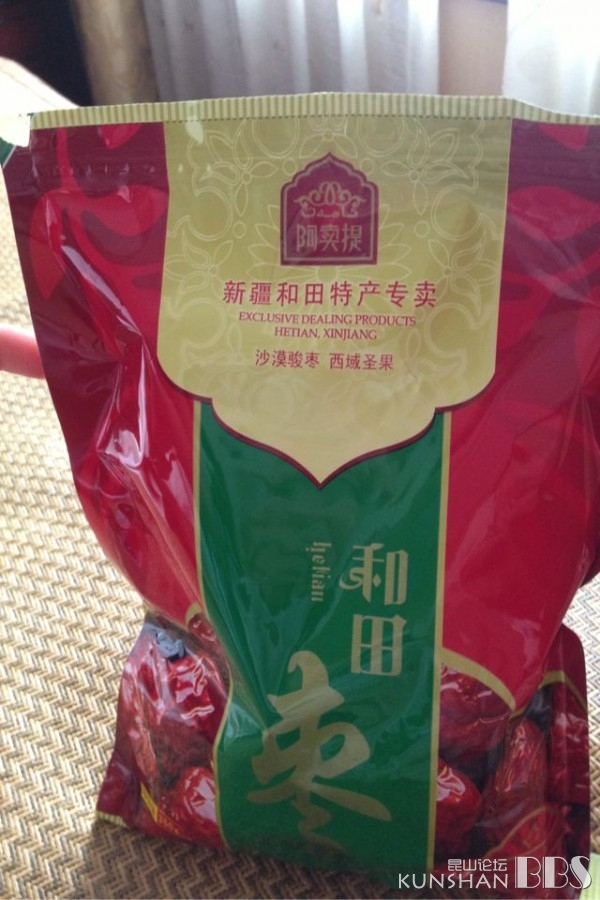 阿卖提
新疆和田特产专卖
EXCLUSIVE DEALING PRODUCTS
HETIAN, XINJIANG
沙漠骏枣 西域圣果
和田
hetian
枣
昆山论坛
KUNSHAN BBS